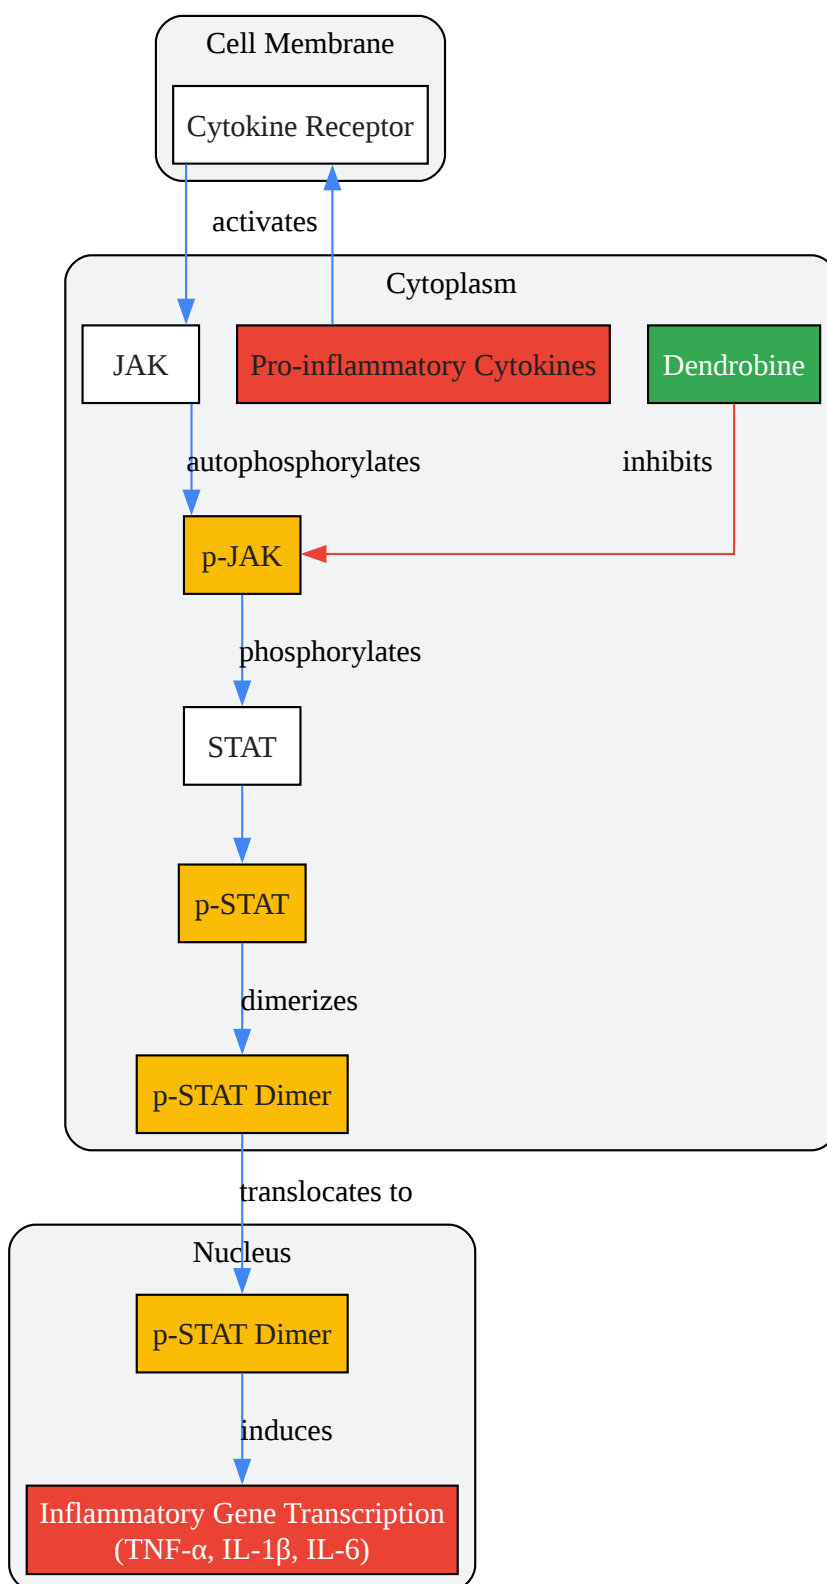 Cell Membrane
Cytokine Receptor
activates
Cytoplasm
JAK
Pro-inflammatory Cytokines
Dendrobine
autophosphorylates
inhibits
p-JAK
phosphorylates
STAT
p-STAT
dimerizes
p-STAT Dimer
translocates to
Nucleus
p-STAT Dimer
induces
Inflammatory Gene Transcription
(TNF-α, IL-1β, IL-6)